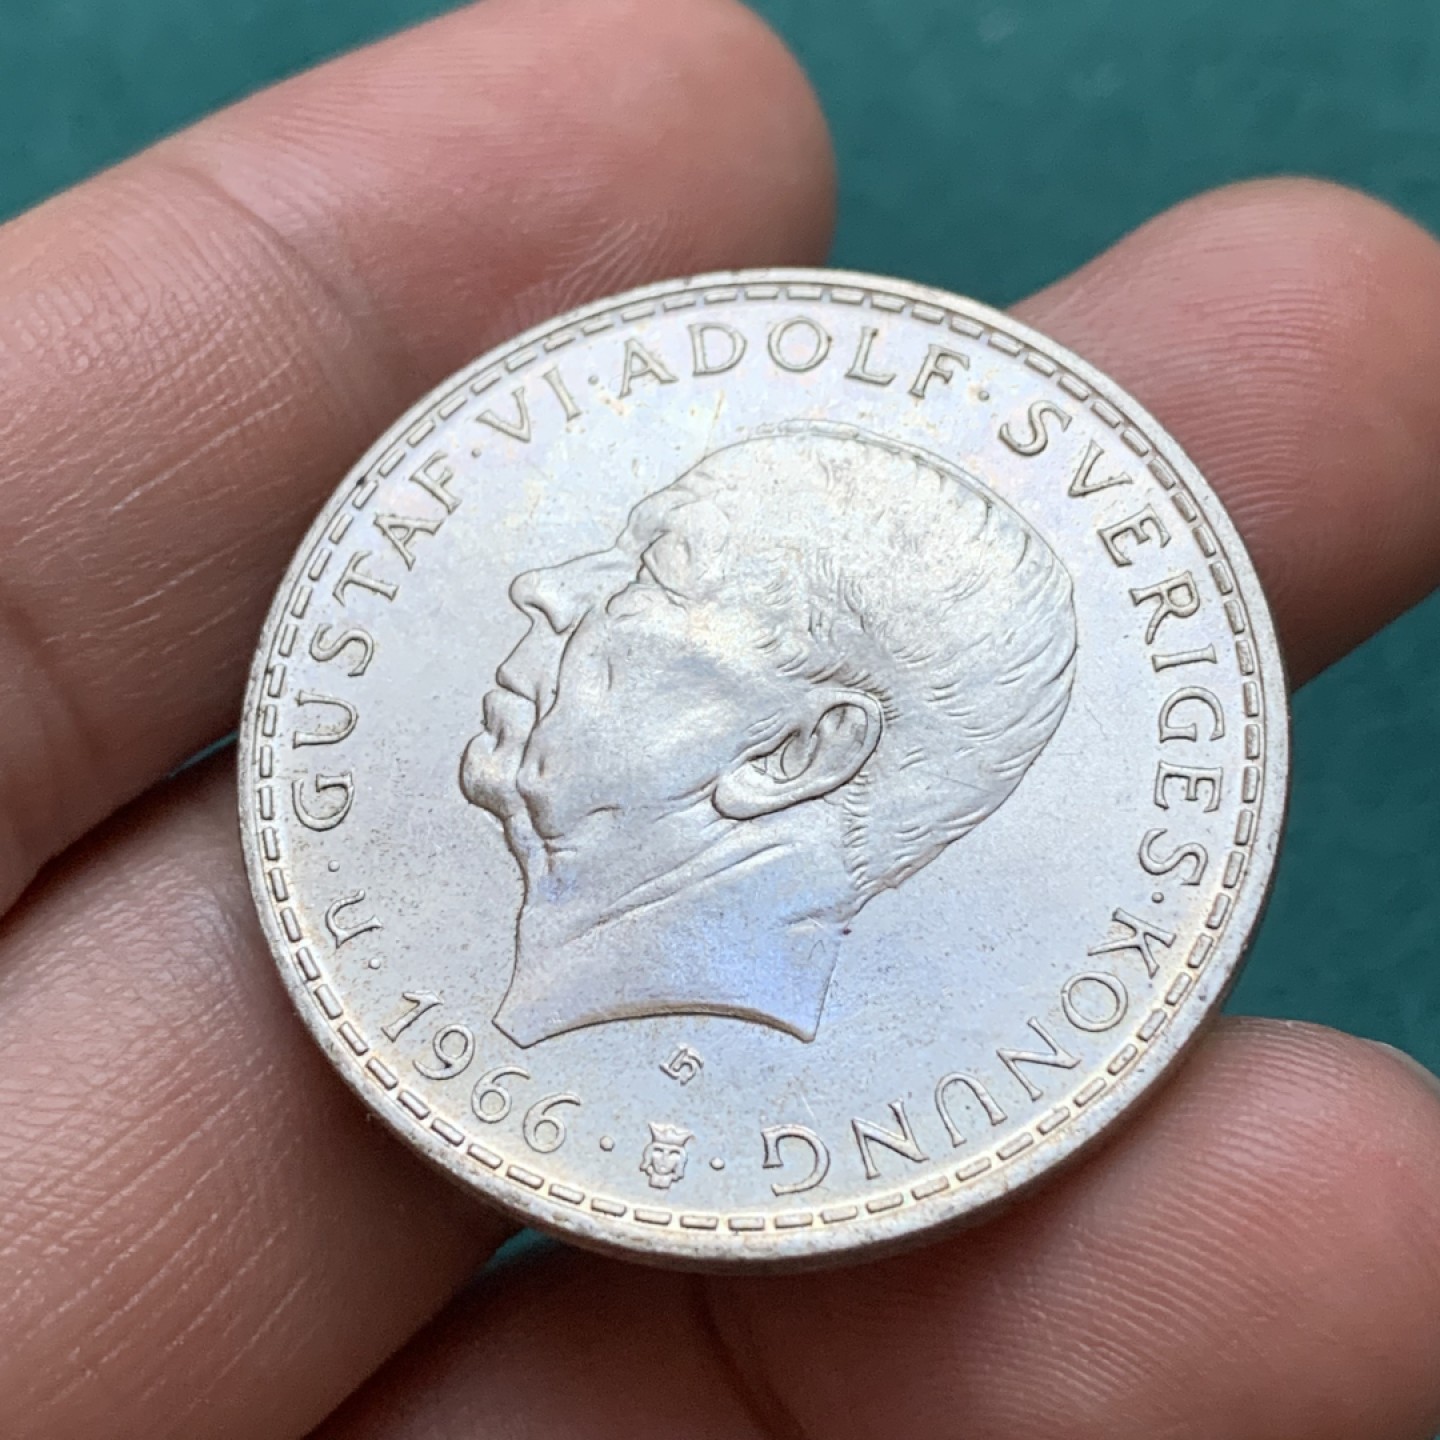 GUSTAF · VI · ADOLF · SVERIGES · KONUNG · u · 1966 ·